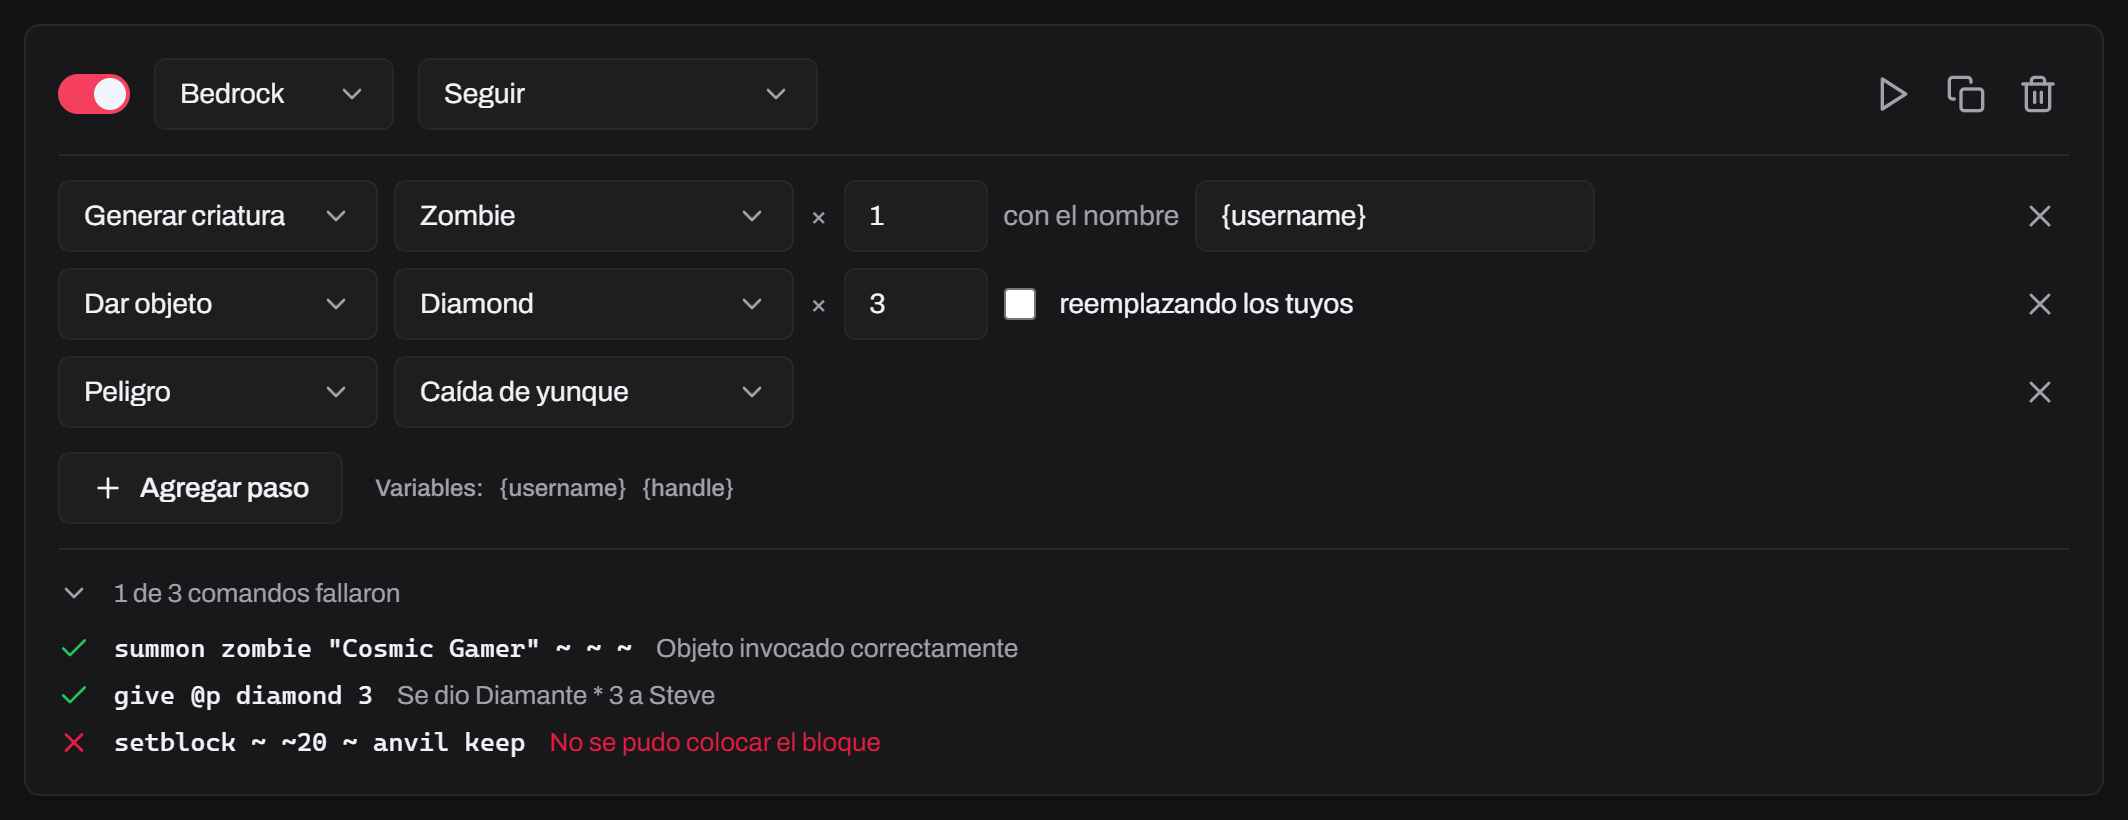 Bedrock Seguir
Generar criatura Zombie × 1 con el nombre {username}
Dar objeto Diamond × 3 reemplazando los tuyos
Peligro Caída de yunque
Agregar paso Variables: {username} {handle}
1 de 3 comandos fallaron
summon zombie "Cosmic Gamer" ~ ~ ~ Objeto invocado correctamente
give @p diamond 3 Se dio Diamante * 3 a Steve
setblock ~ ~20 ~ anvil keep No se pudo colocar el bloque